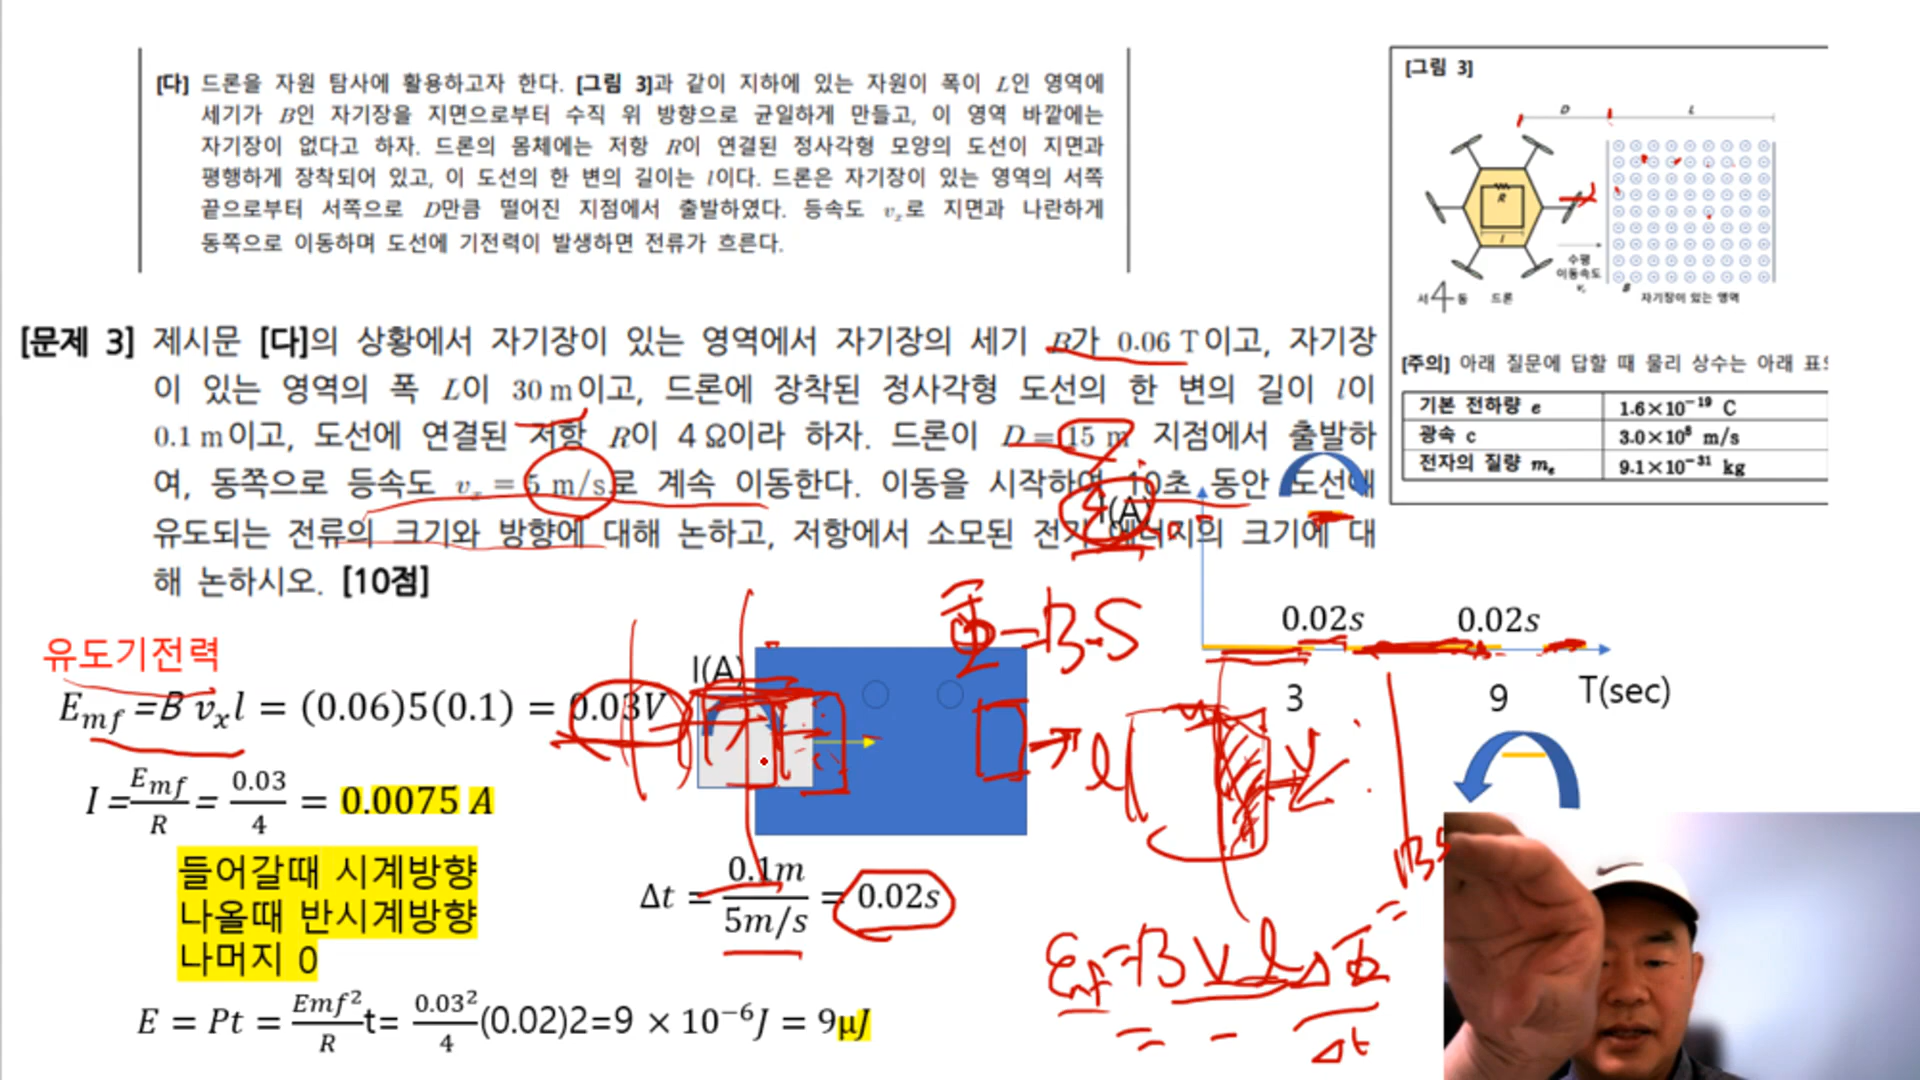 [다] 드론을 자원 탐사에 활용하고자 한다. [그림 3]과 같이 지하에 있는 자원이 폭이 L인 영역에
세기가 B인 자기장을 지면으로부터 수직 위 방향으로 균일하게 만들고, 이 영역 바깥에는
자기장이 없다고 하자. 드론의 몸체에는 저항 R이 연결된 정사각형 모양의 도선이 지면과
평행하게 장착되어 있고, 이 도선의 한 변의 길이는 l이다. 드론은 자기장이 있는 영역의 서쪽
끝으로부터 서쪽으로 D만큼 떨어진 지점에서 출발하였다. 등속도 vₓ로 지면과 나란하게
동쪽으로 이동하며 도선에 기전력이 발생하면 전류가 흐른다.
[그림 3]
D L
R
l
수평
이동속도
vₓ
서 동 드론
B
자기장이 있는 영역
[주의] 아래 질문에 답할 때 물리 상수는 아래
기본 전하량 e 1.6×10⁻¹⁹ C
광속 c 3.0×10⁸ m/s
전자의 질량 mₑ 9.1×10⁻³¹ kg
[문제 3] 제시문 [다]의 상황에서 자기장이 있는 영역에서 자기장의 세기 B가 0.06 T이고, 자기장
이 있는 영역의 폭 L이 30 m이고, 드론에 장착된 정사각형 도선의 한 변의 길이 l이
0.1 m이고, 도선에 연결된 저항 R이 4 Ω이라 하자. 드론이 D = 15 m 지점에서 출발하
여, 동쪽으로 등속도 vₓ = 5 m/s로 계속 이동한다. 이동을 시작하여 10초 동안 도선에
유도되는 전류의 크기와 방향에 대해 논하고, 저항에서 소모된 전기 에너지의 크기에 대
해 논하시오. [10점]
I(A)
0.02s 0.02s
3 9 T(sec)
유도기전력
Emf =B vₓl = (0.06)5(0.1) = 0.03V
I = Emf/R = 0.03/4 = 0.0075 A
들어갈때 시계방향
나올때 반시계방향
나머지 0
E = Pt = Emf²/R t= 0.03²/4 (0.02)2=9 × 10⁻⁶J = 9μJ
I(A)
Δt = 0.1m/5m/s = 0.02s
Φ = B·S
l
V
Emf = B V l ΔΦ/Δt